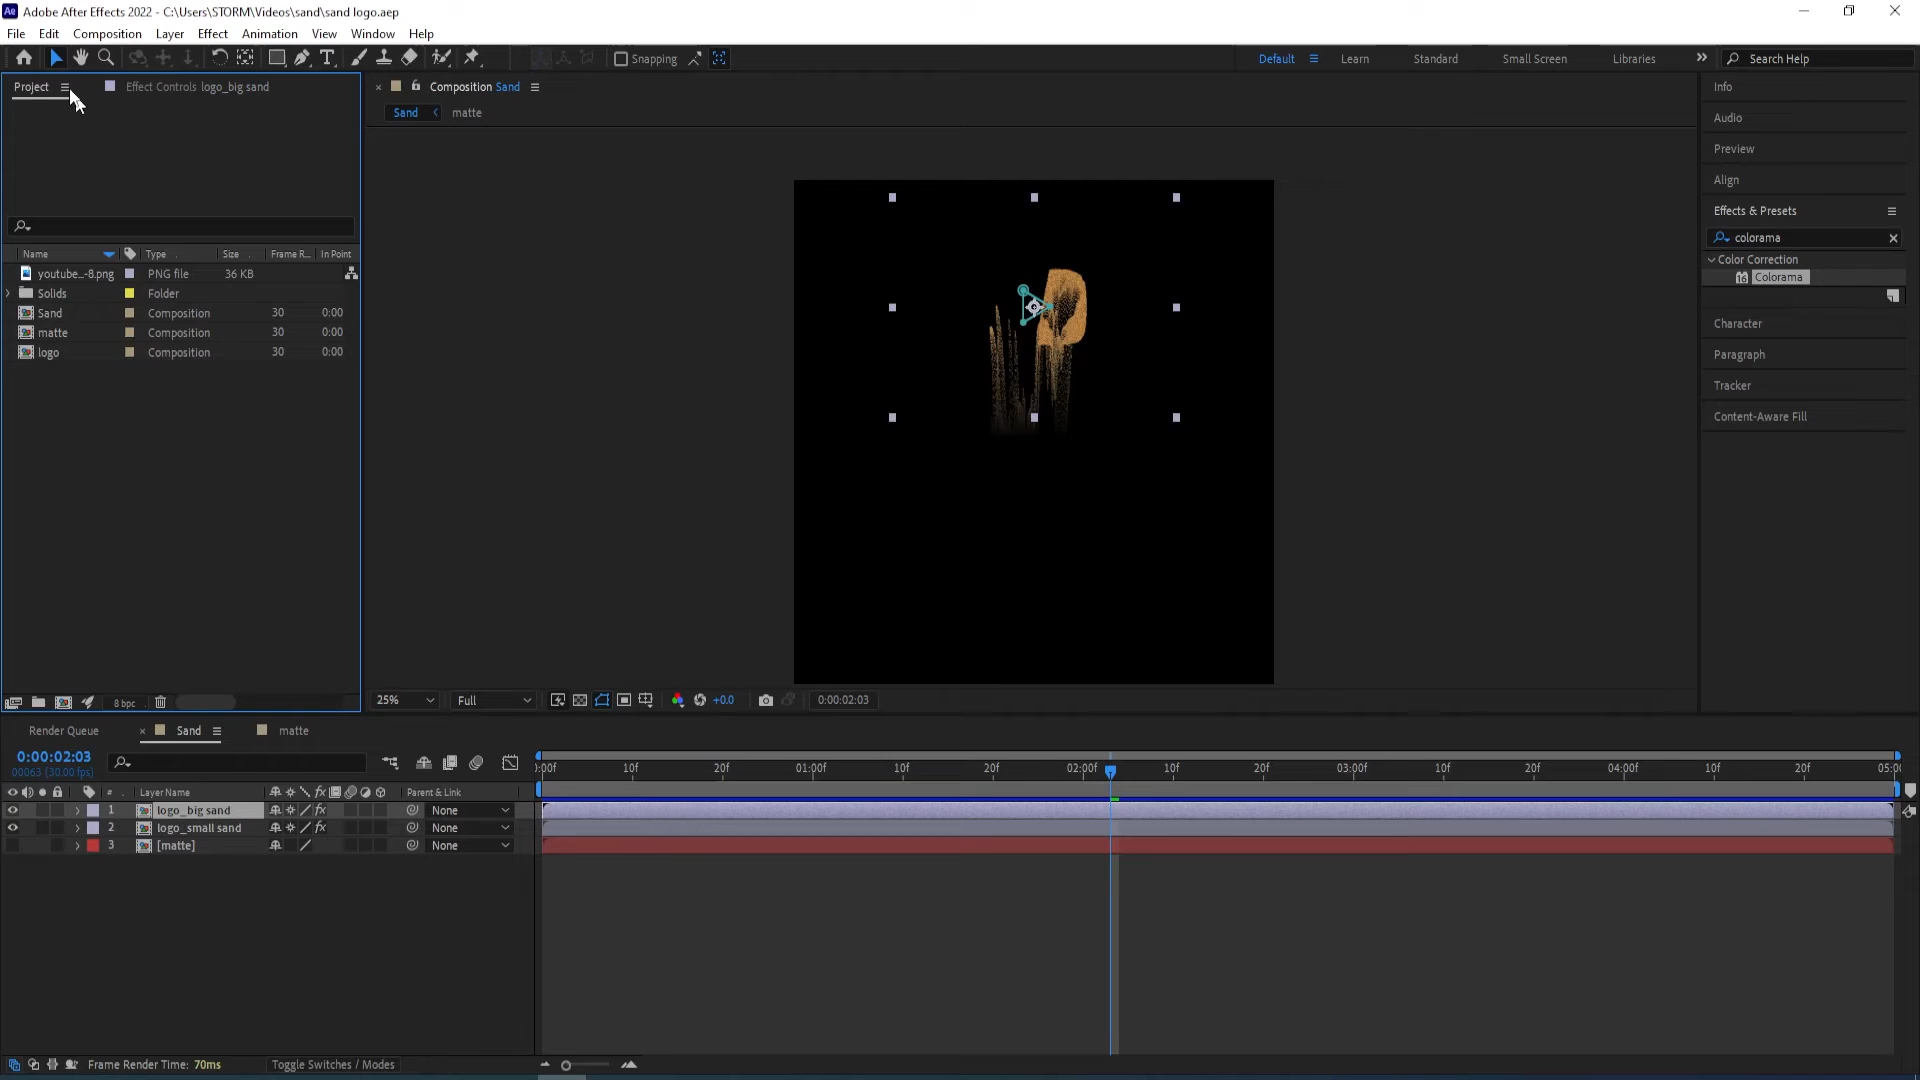 Adobe After Effects 2022 - C:\Users\STORM\Videos\sand\sand logo.aep
File Edit Composition Layer Effect Animation View Window Help
Snapping Default Learn Standard Small Screen Libraries Search Help
Project Effect Controls logo_big sand
Composition Sand
Sand matte
Info
Audio
Preview
Align
Effects & Presets
colorama
Color Correction
16 Colorama
Character
Paragraph
Tracker
Content-Aware Fill
Name Type Size Frame R... In Point
youtube...-8.png PNG file 36 KB
Solids Folder
Sand Composition 30 0:00
matte Composition 30 0:00
logo Composition 30 0:00
8 bpc
25% Full +0.0 0:00:02:03
Render Queue Sand matte
0:00:02:03
00063 (30.00 fps)
):00f 10f 20f 01:00f 10f 20f 02:00f 10f 20f 03:00f 10f 20f 04:00f 10f 20f 05:00
# Layer Name fx Parent & Link
1 logo_big sand fx None
2 logo_small sand fx None
3 [matte] None
Frame Render Time: 70ms Toggle Switches / Modes